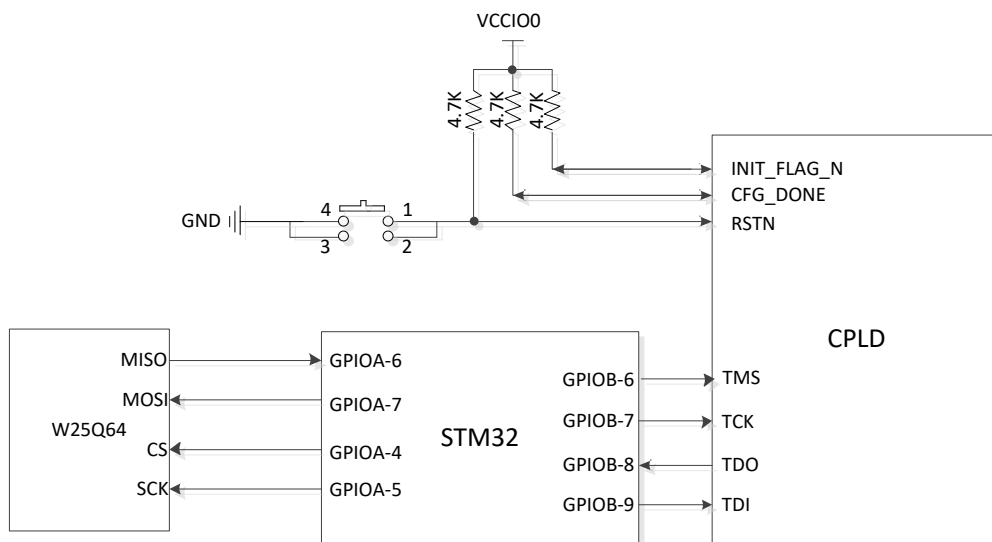 VCCIO0
4.7K
4.7K
4.7K
INIT_FLAG_N
CFG_DONE
GND
4
1
RSTN
3
2
CPLD
MISO
GPIOA-6
GPIOB-6
TMS
MOSI
GPIOA-7
GPIOB-7
TCK
W25Q64
STM32
CS
GPIOA-4
GPIOB-8
TDO
SCK
GPIOA-5
GPIOB-9
TDI